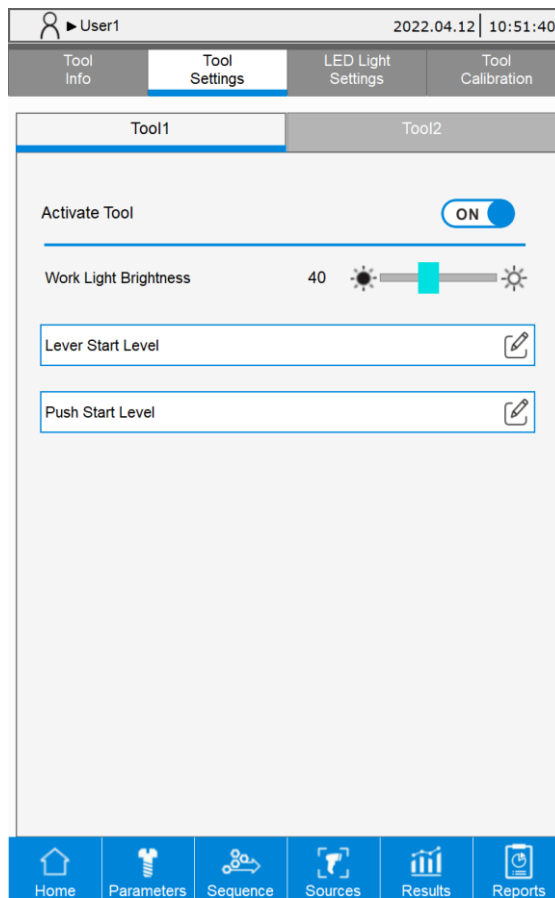 ►User1
2022.04.12 10:51:40
Tool
Info
Tool
Settings
LED Light
Settings
Tool
Calibration
Tool1
Tool2
Activate Tool
ON
Work Light Brightness 40
Lever Start Level
Push Start Level
Home
Parameters
Sequence
Sources
Results
Reports